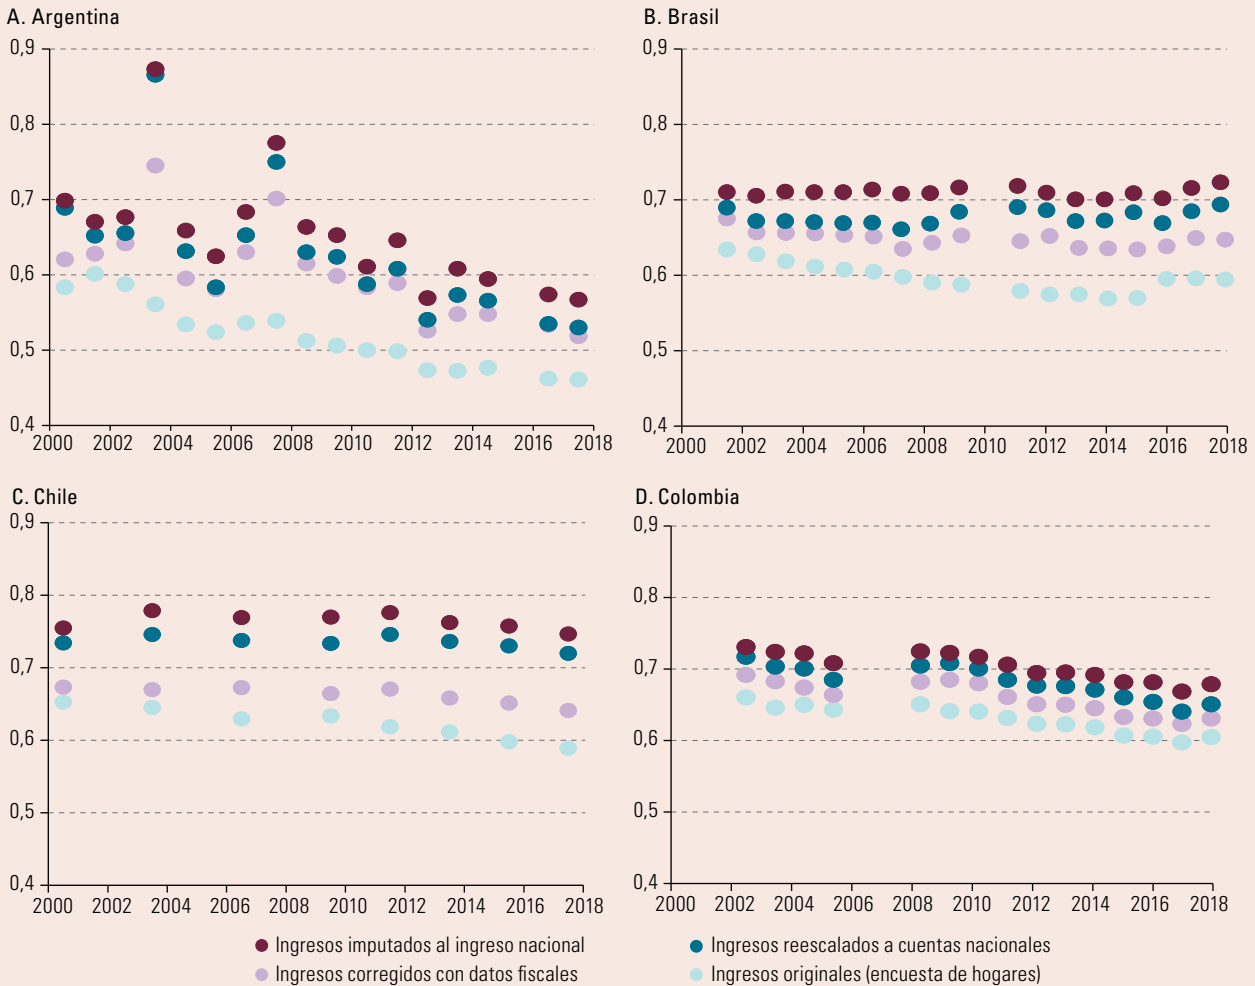 A. Argentina
0,9
0,8
0,7
0,6
0,5
0,4
2000 2002 2004 2006 2008 2010 2012 2014 2016 2018
B. Brasil
0,9
0,8
0,7
0,6
0,5
0,4
2000 2002 2004 2006 2008 2010 2012 2014 2016 2018
C. Chile
0,9
0,8
0,7
0,6
0,5
0,4
2000 2002 2004 2006 2008 2010 2012 2014 2016 2018
D. Colombia
0,9
0,8
0,7
0,6
0,5
0,4
2000 2002 2004 2006 2008 2010 2012 2014 2016 2018
Ingresos imputados al ingreso nacional
Ingresos reescalados a cuentas nacionales
Ingresos corregidos con datos fiscales
Ingresos originales (encuesta de hogares)